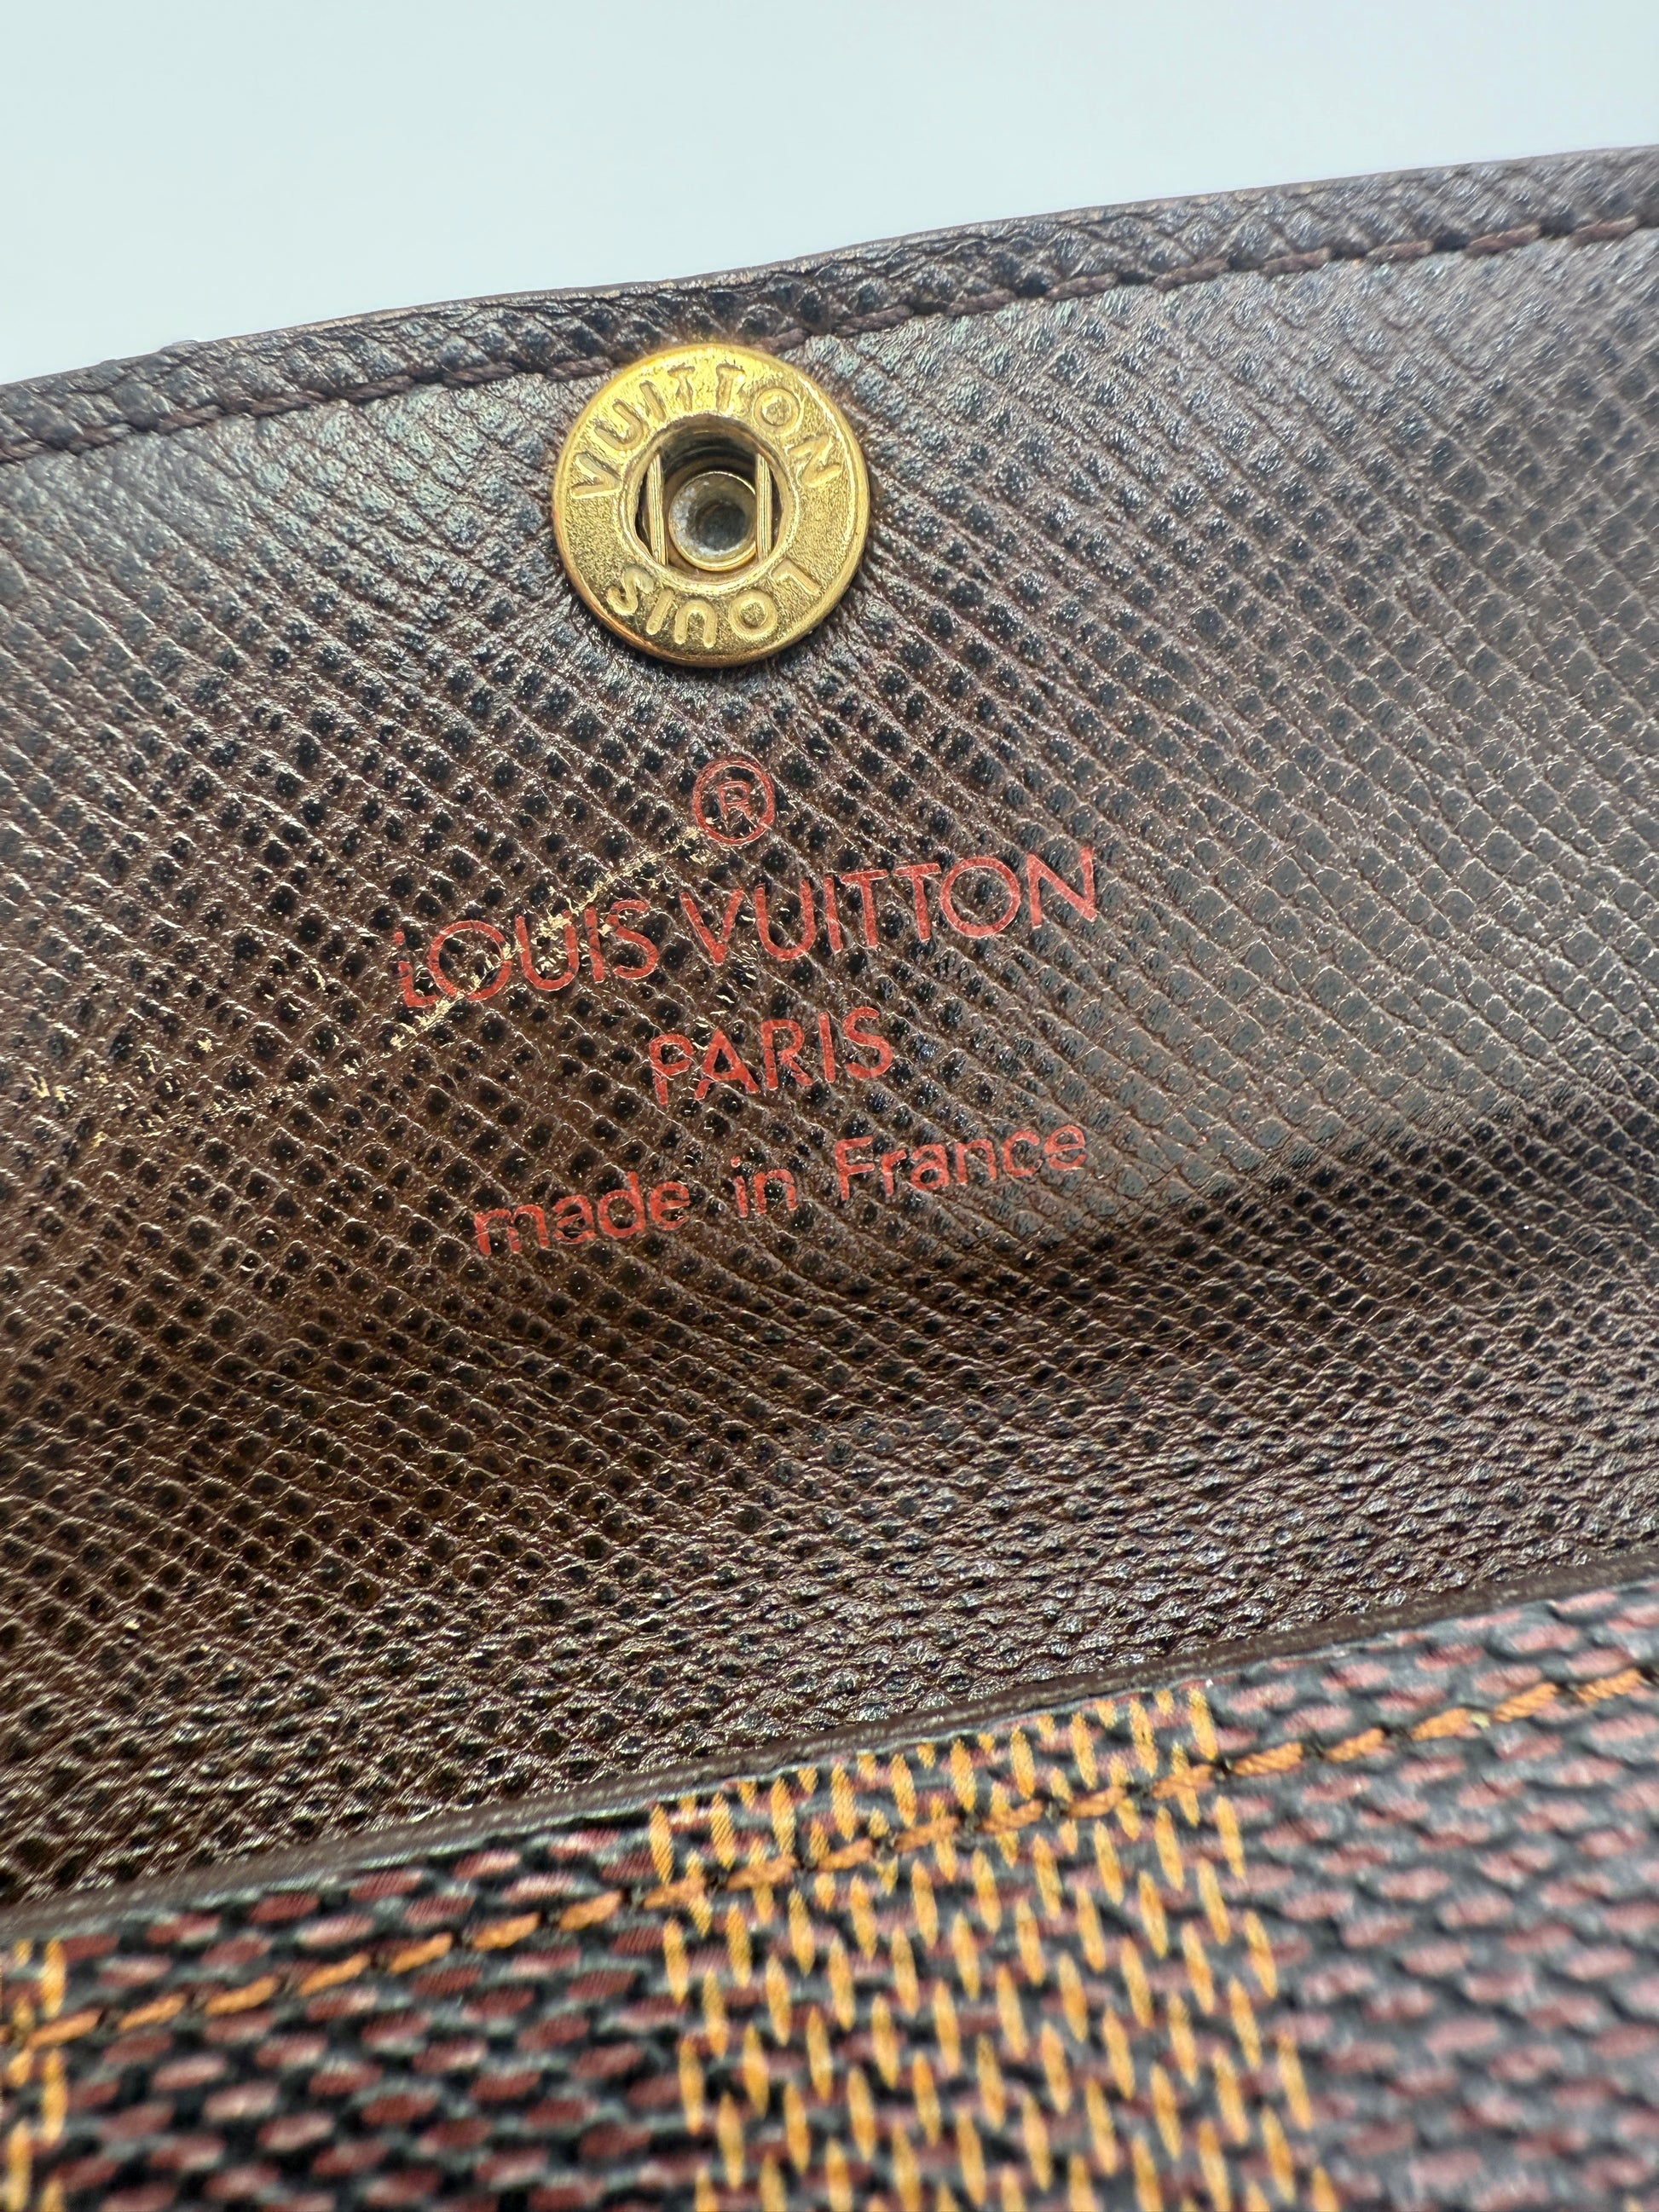 VUITTON
LOUIS
®
LOUIS VUITTON
PARIS
made in France